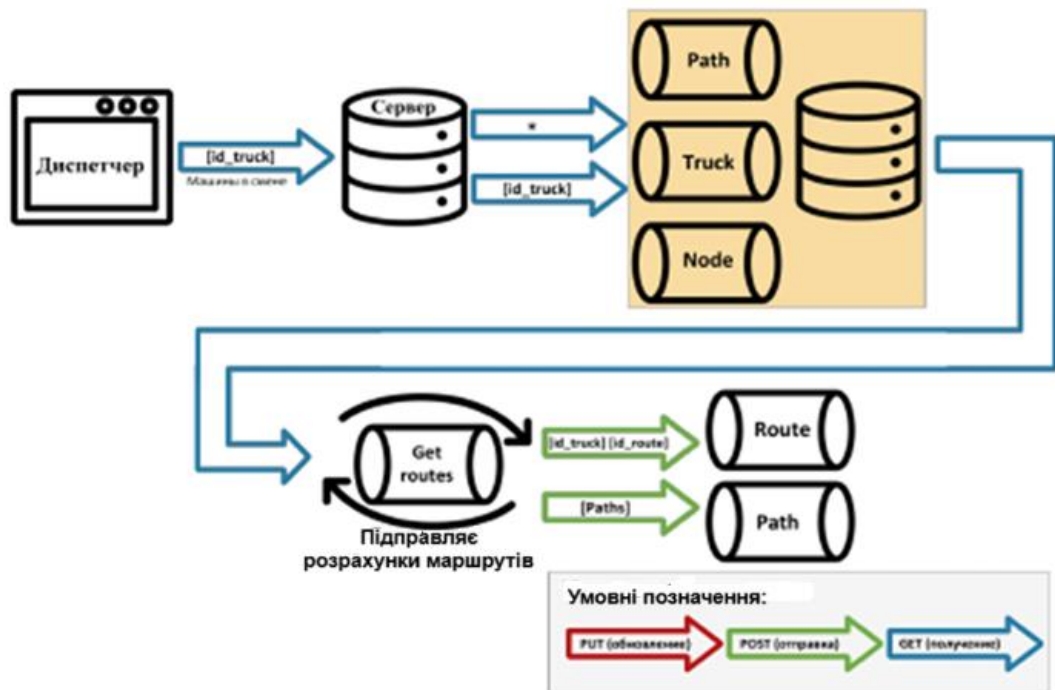 Path
Сервер
Диспетчер
[id_truck]
Машины в смене
*
[id_truck]
Truck
Node
Get
routes
[id_truck] [id_route]
[Paths]
Route
Path
Підправляє
розрахунки маршрутів
Умовні позначення:
PUT (обновление)
POST (отправка)
GET (получение)